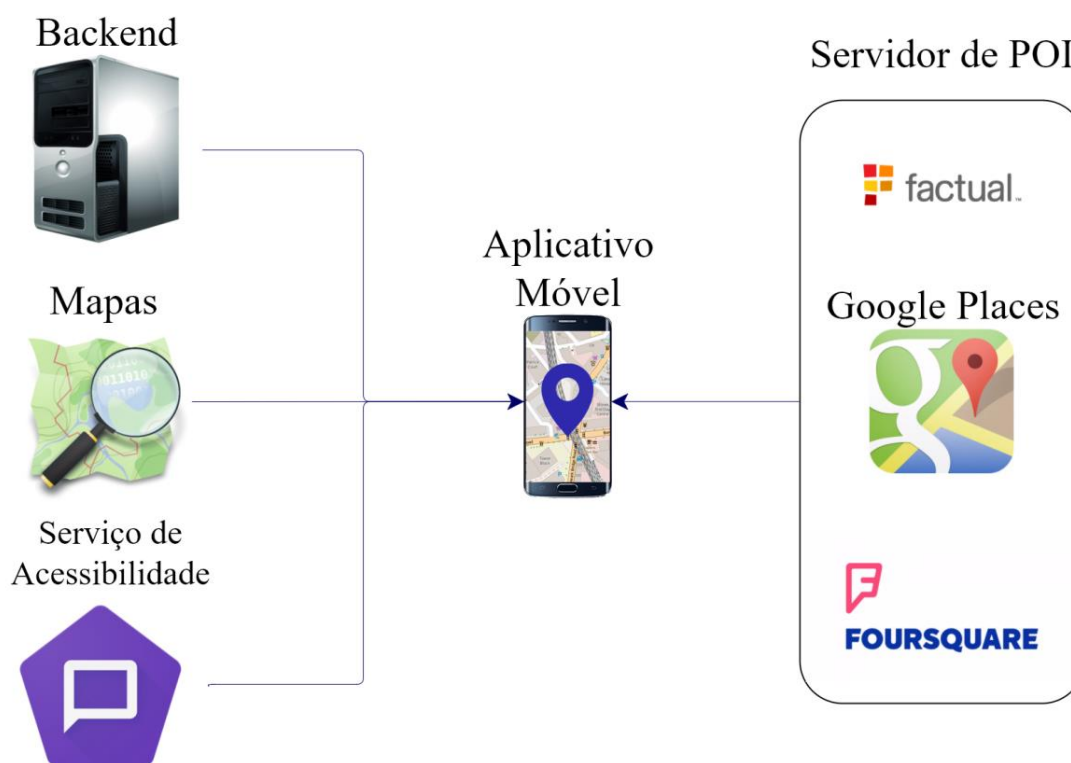 Backend
Mapas
Serviço de
Acessibilidade
Aplicativo
Móvel
Servidor de POI
factual
Google Places
g
FOURSQUARE